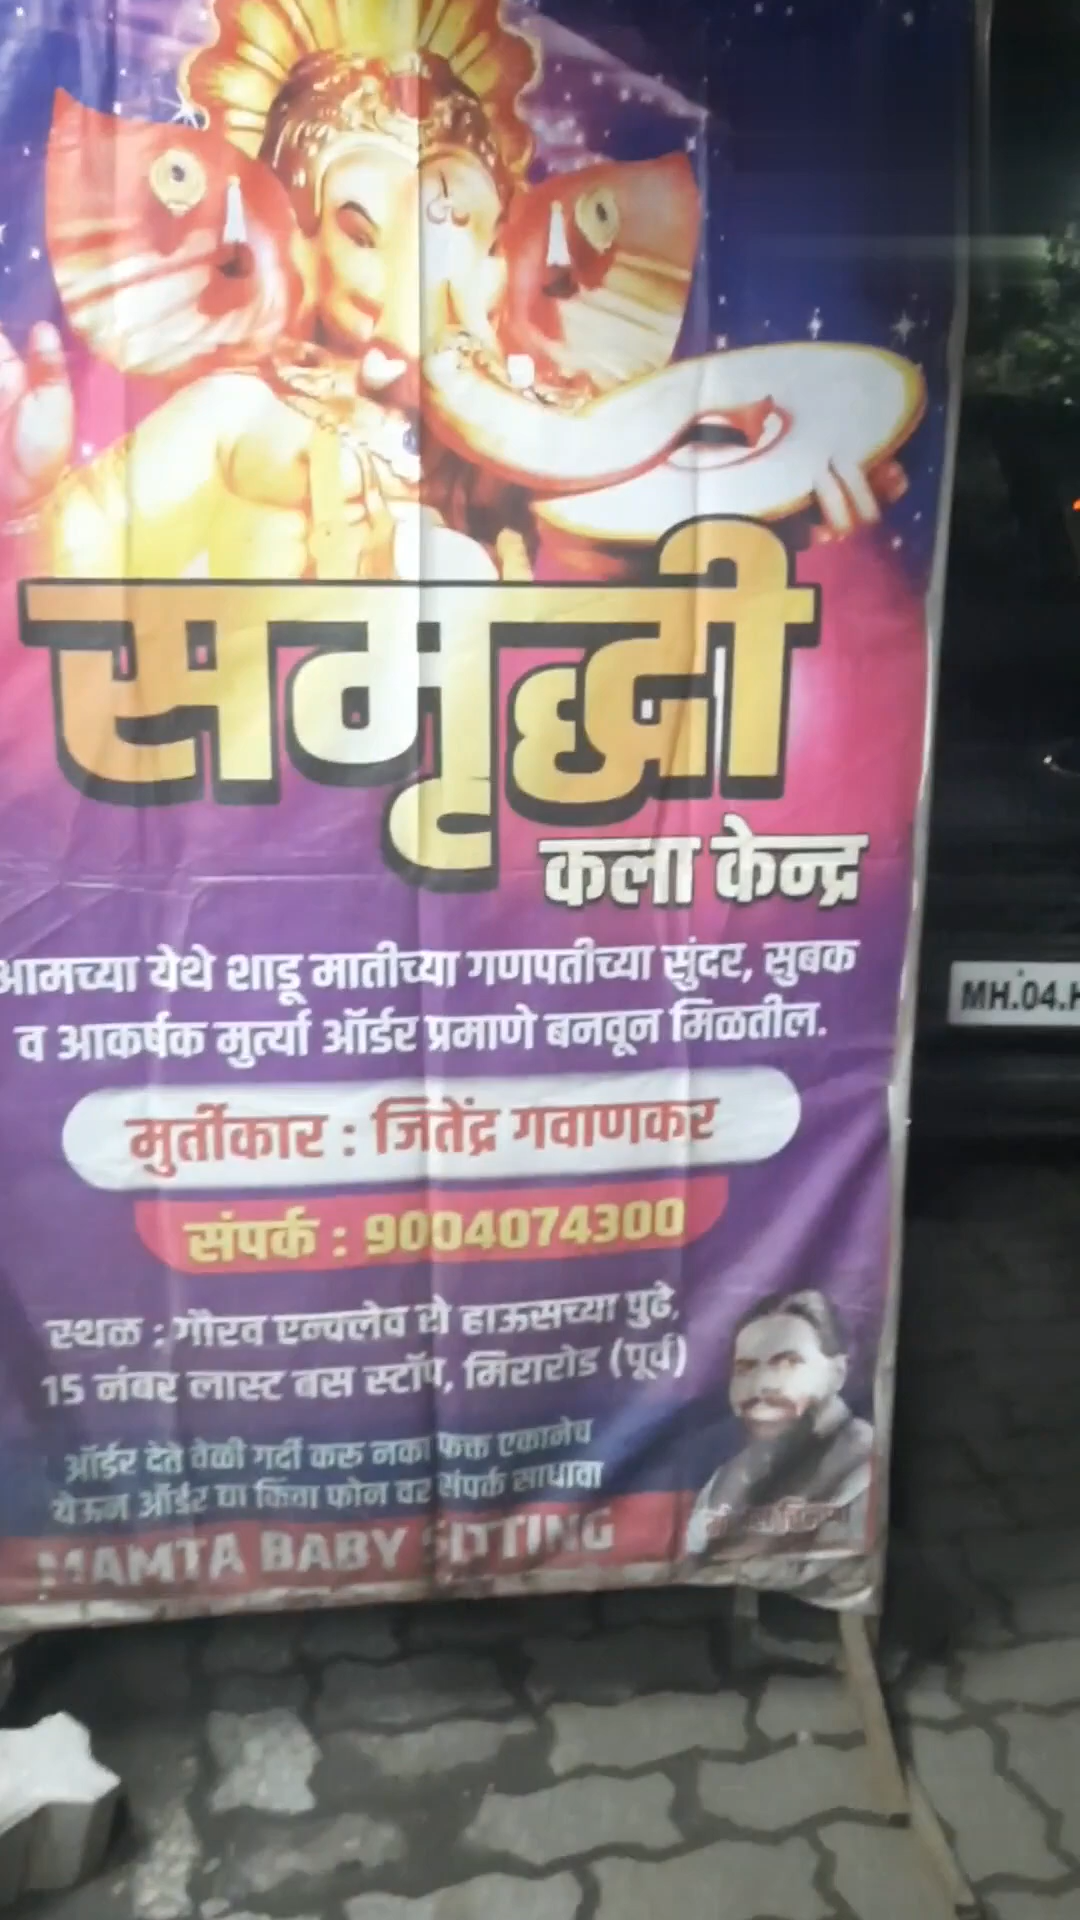 समृद्धी
कला केन्द्र
आमच्या येथे शाडू मातीच्या गणपतीच्या सुंदर, सुबक
व आकर्षक मुर्त्या ऑर्डर प्रमाणे बनवून मिळतील.
मुर्तीकार : जितेंद्र गवाणकर
संपर्क : 9004074300
स्थळ : गौरव एन्क्लेव रो हाऊसच्या पुढे,
15 नंबर लास्ट बस स्टॉप, मिरारोड (पूर्व)
ऑर्डर देते वेळी गर्दी करु नका फक्त एकानेच
येऊन ऑर्डर द्या किंवा फोन वर संपर्क साधावा
MAMTA BABY SITTING
MH.04.H